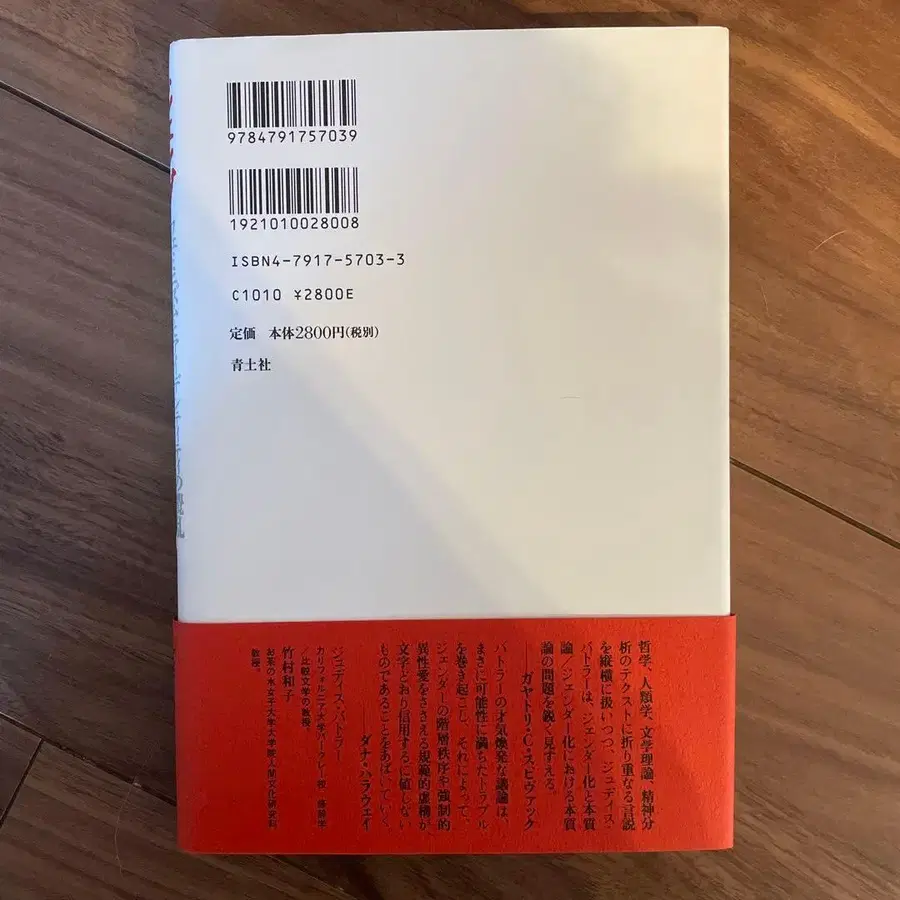 9784791757039
1921010028008
ISBN4-7917-5703-3
C1010 ¥2800E
定価 本体2800円(税別)
青土社
哲学、人類学、文学理論、精神分
析のテクストに折り重なる言説
を縦横に扱いつつ、ジュディス・
バトラーは、ジェンダー化と本質
論/ジェンダー化における本質
論の問題を鋭く見すえる。
——ガヤトリ・C・スピヴァック
バトラーの才気煥発な議論は、
まさに可能性に満ちたトラブル
を巻き起こし、それによって、
ジェンダーの階層秩序や強制的
異性愛をささえる規範的虚構が
文字どおり信用するに値しない
ものであることをあばいていく。
——ダナ・ハラウェイ
ジュディス・バトラー
カリフォルニア大学バークレー校・修辞学
/比較文学の教授。
竹村和子
お茶の水女子大学大学院人間文化研究科
教授。
の攪乱